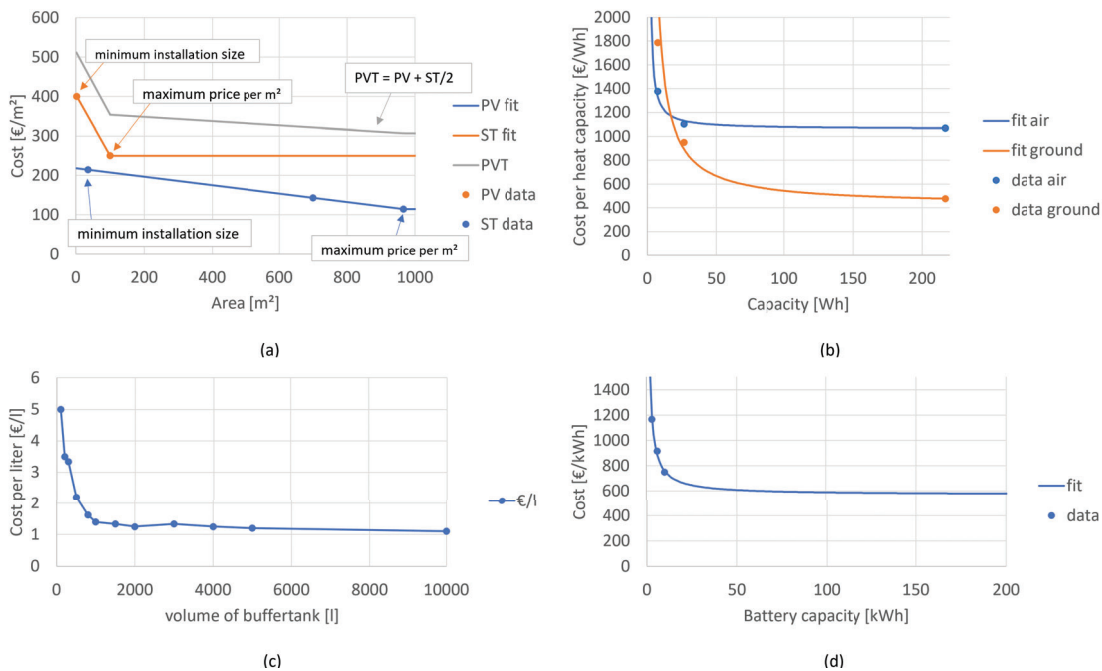 600
500
400
300
200
100
0
Cost [€/m²]
minimum installation size
maximum price per m²
PVT = PV + ST/2
minimum installation size
maximum price per m²
0 200 400 600 800 1000
Area [m²]
PV fit
ST fit
PVT
PV data
ST data
(a)
2000
1800
1600
1400
1200
1000
800
600
400
200
0
Cost per heat capacity [€/Wh]
0 50 100 150 200
Capacity [Wh]
fit air
fit ground
data air
data ground
(b)
6
5
4
3
2
1
0
Cost per liter [€/l]
0 2000 4000 6000 8000 10000
volume of buffertank [l]
€/l
(c)
1400
1200
1000
800
600
400
200
0
Cost [€/kWh]
0 50 100 150 200
Battery capacity [kWh]
fit
data
(d)